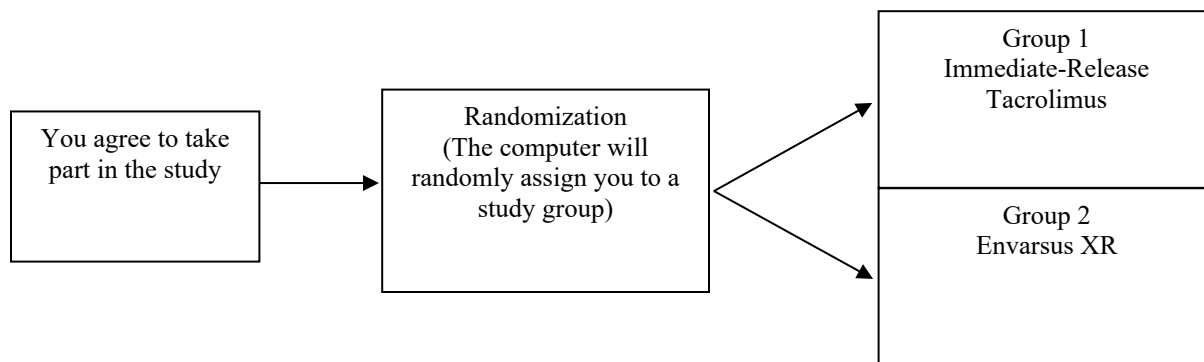 You agree to take
part in the study
Randomization
(The computer will
randomly assign you to a
study group)
Group 1
Immediate-Release
Tacrolimus
Group 2
Envarsus XR